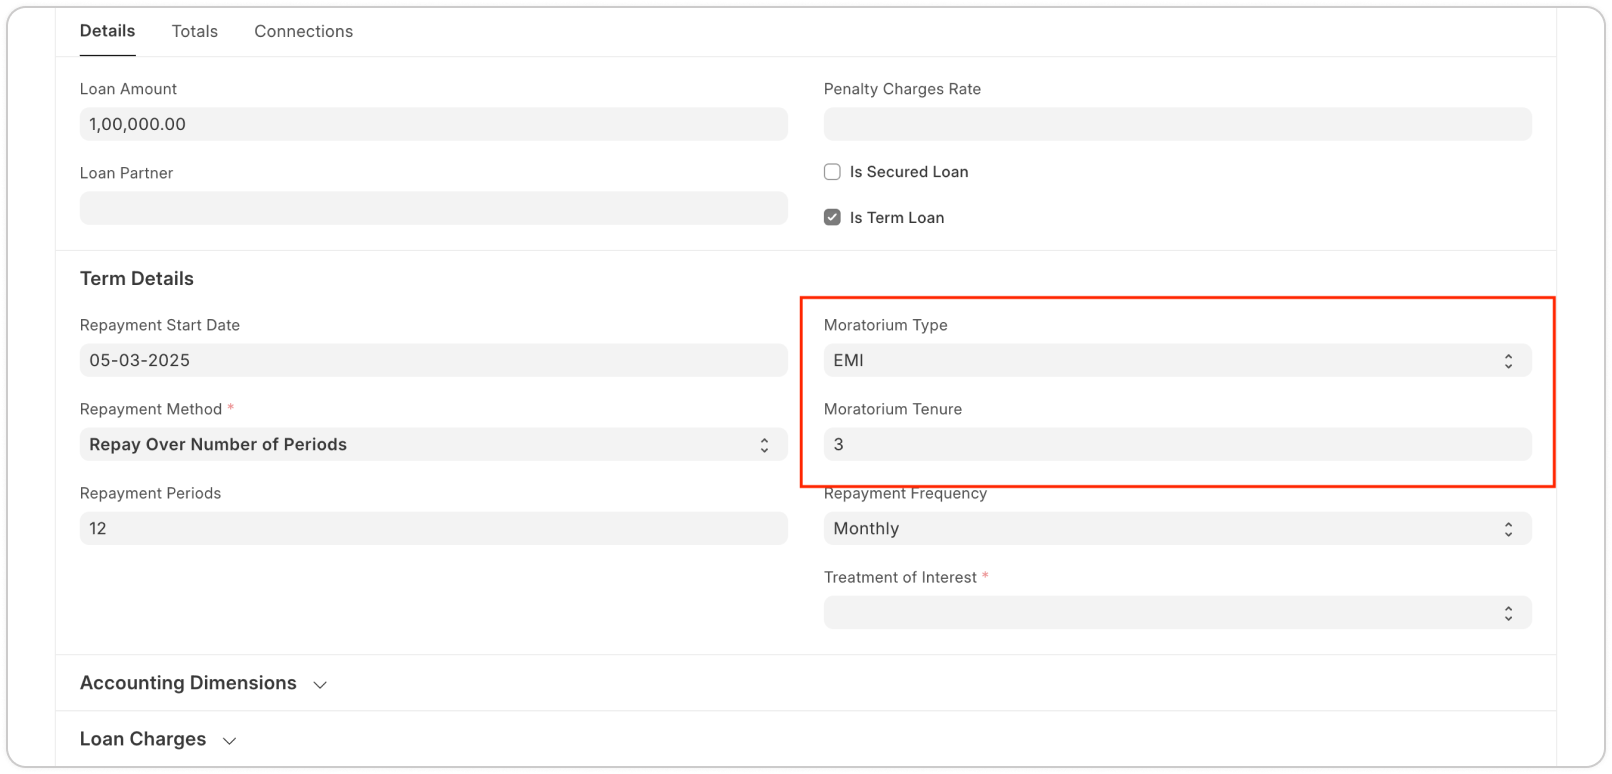 Details Totals Connections
Loan Amount
1,00,000.00
Loan Partner
Penalty Charges Rate
Is Secured Loan
Is Term Loan
Term Details
Repayment Start Date
05-03-2025
Repayment Method *
Repay Over Number of Periods
Repayment Periods
12
Moratorium Type
EMI
Moratorium Tenure
3
Repayment Frequency
Monthly
Treatment of Interest *
Accounting Dimensions
Loan Charges